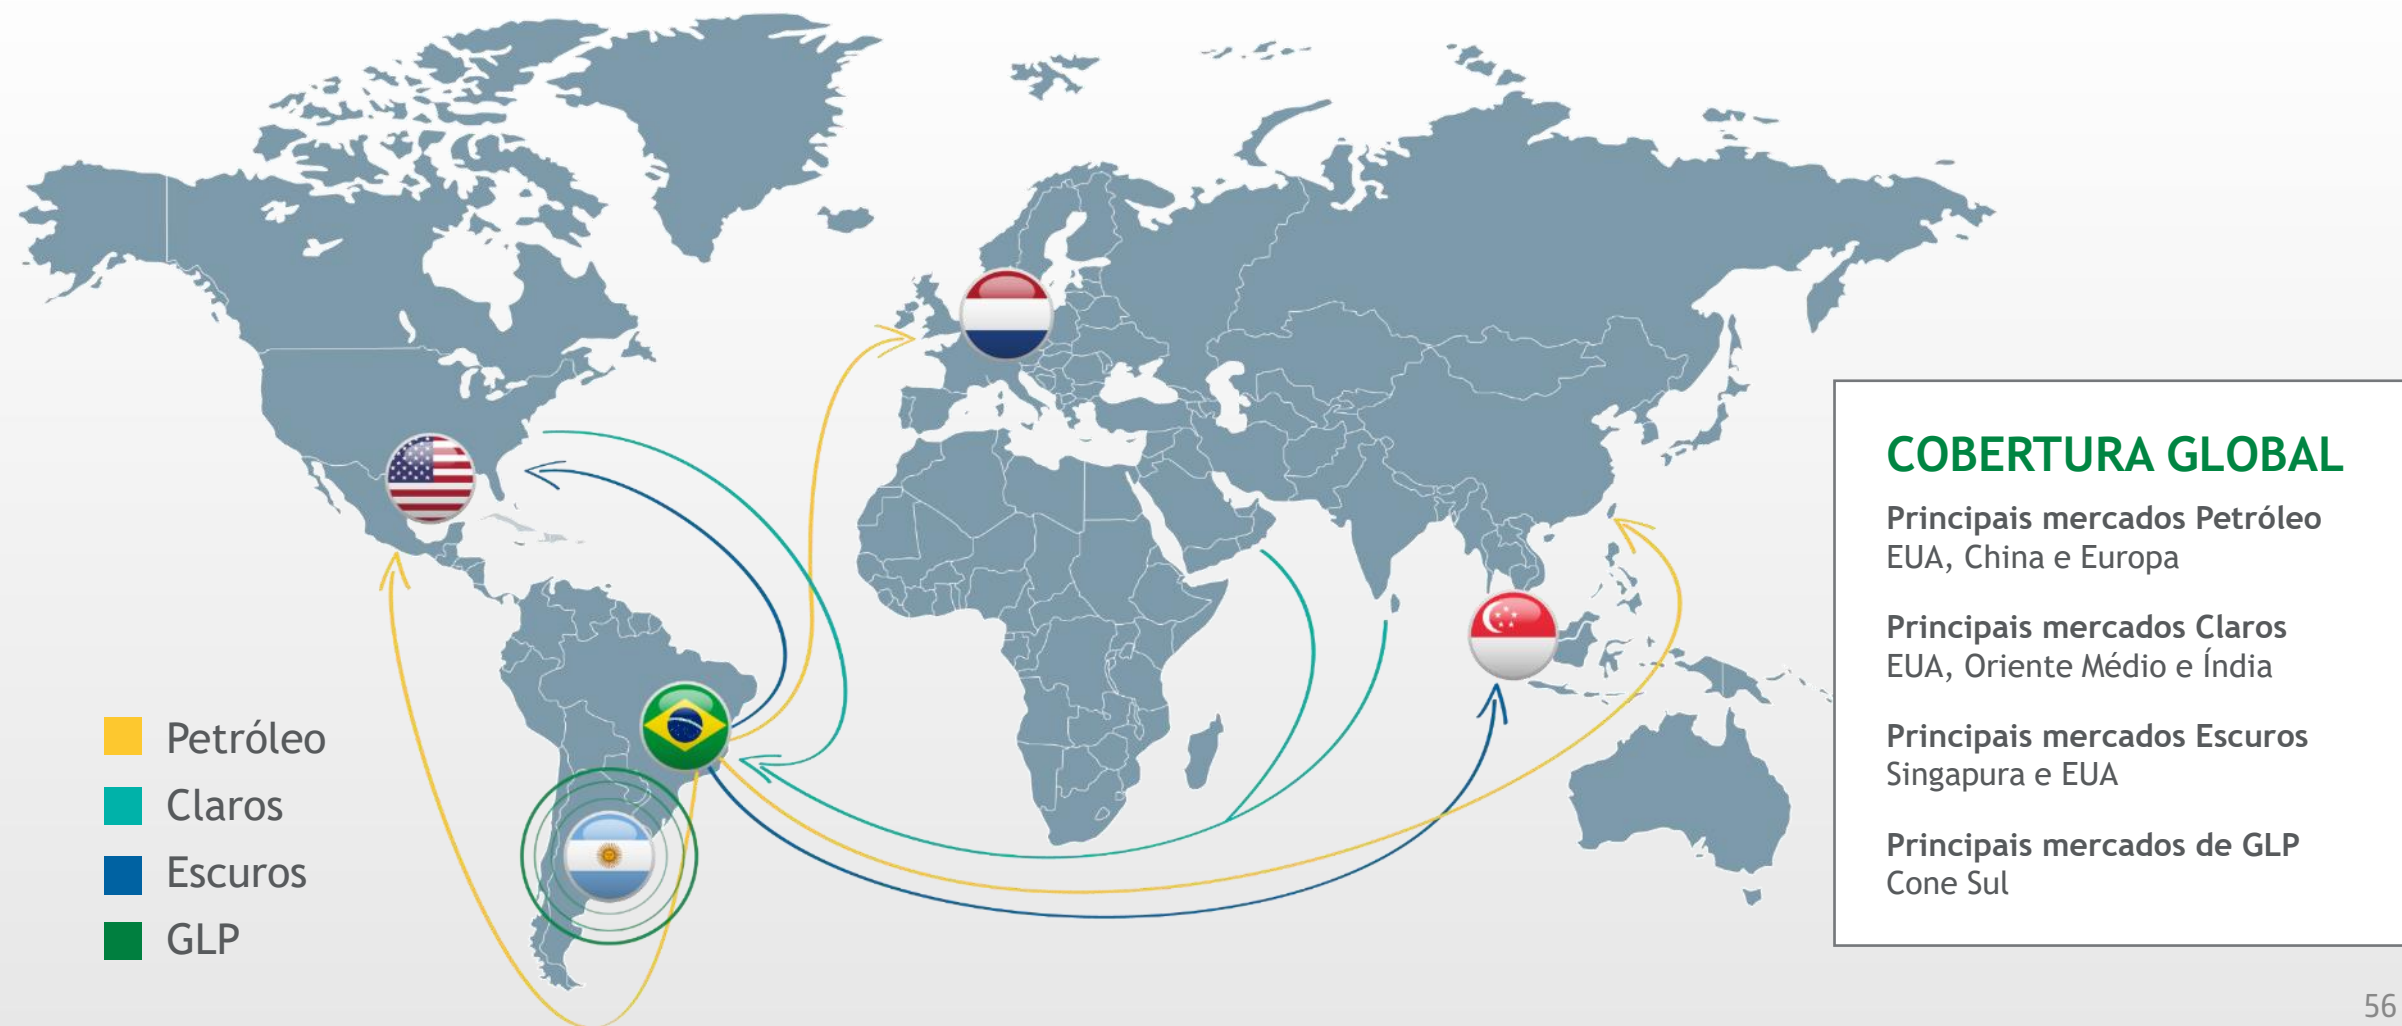 COBERTURA GLOBAL
Principais mercados Petróleo
EUA, China e Europa
Principais mercados Claros
EUA, Oriente Médio e Índia
Principais mercados Escuros
Singapura e EUA
Principais mercados de GLP
Cone Sul
Petróleo
Claros
Escuros
GLP
56